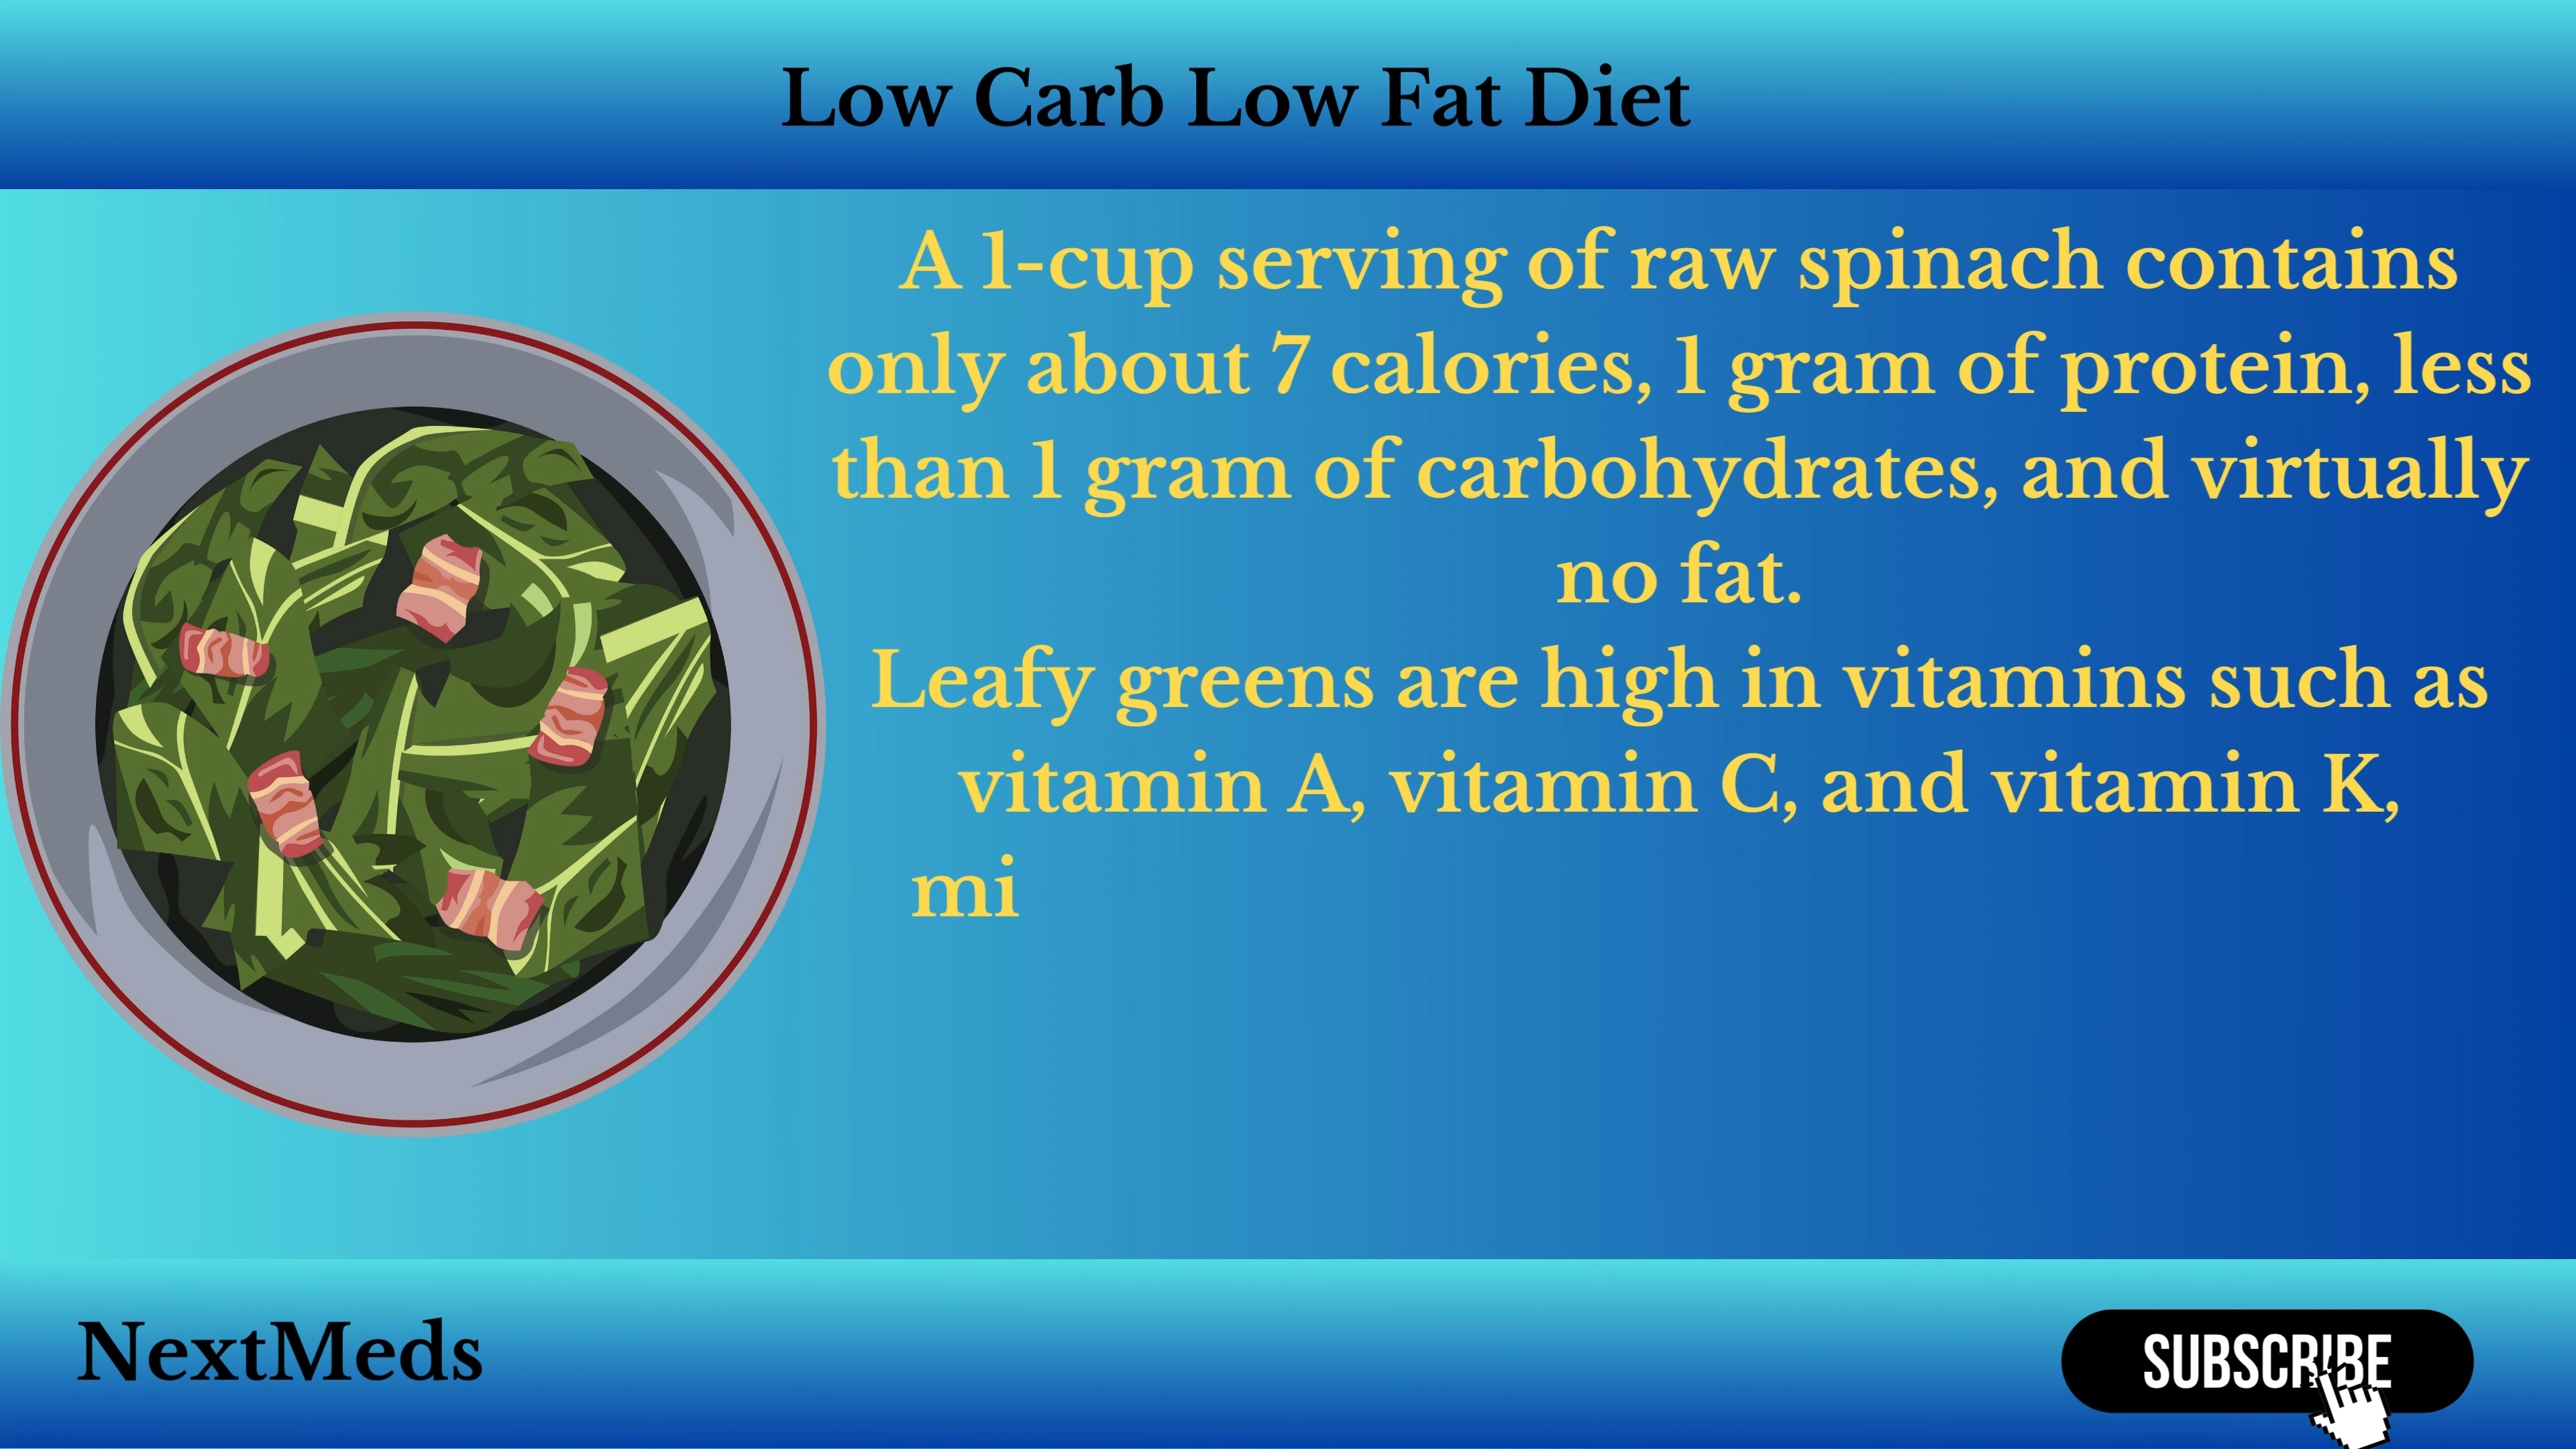 Low Carb Low Fat Diet
A 1-cup serving of raw spinach contains
only about 7 calories, 1 gram of protein, less
than 1 gram of carbohydrates, and virtually
no fat.
Leafy greens are high in vitamins such as
vitamin A, vitamin C, and vitamin K,
mi
NextMeds
SUBSCRIBE